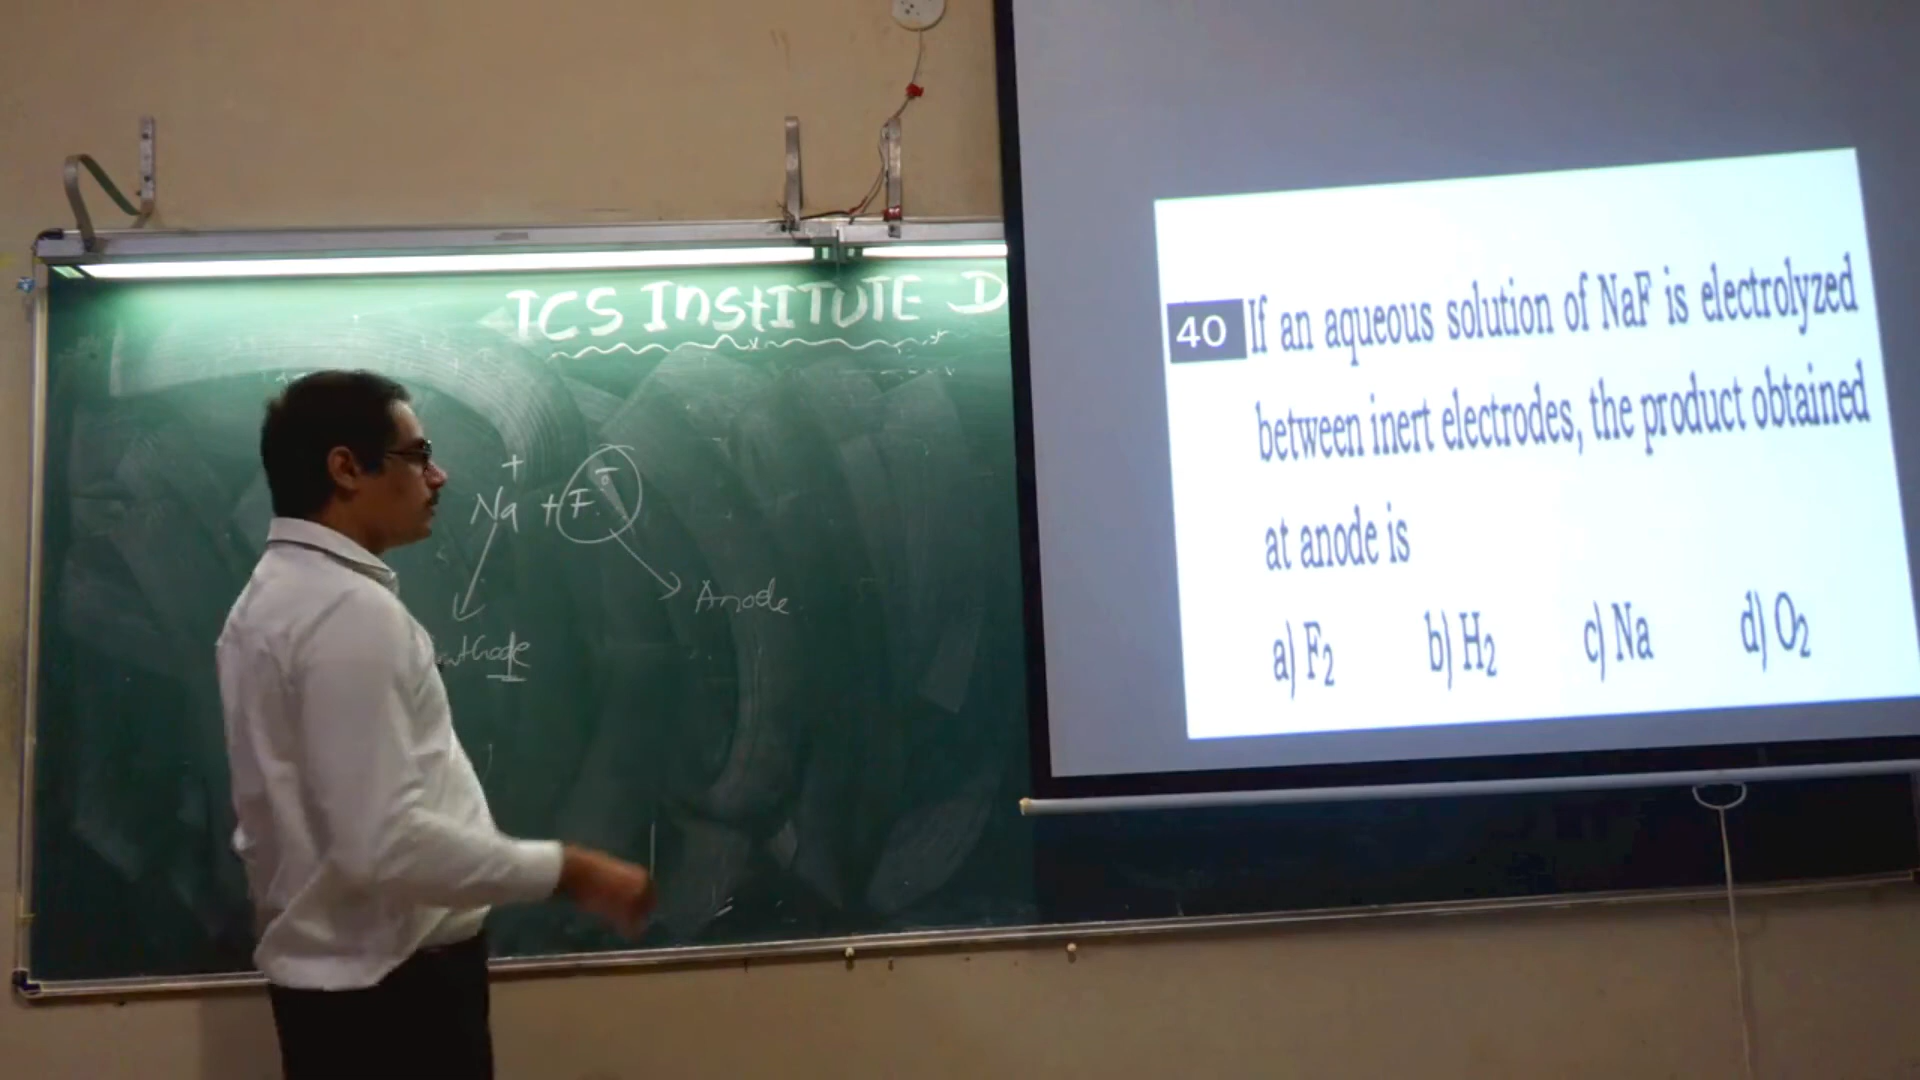 TCS InstITUTE D
+ -
Na + F
Anode
cathode
40 If an aqueous solution of NaF is electrolyzed
between inert electrodes, the product obtained
at anode is
a) F₂ b) H₂ c) Na d) O₂